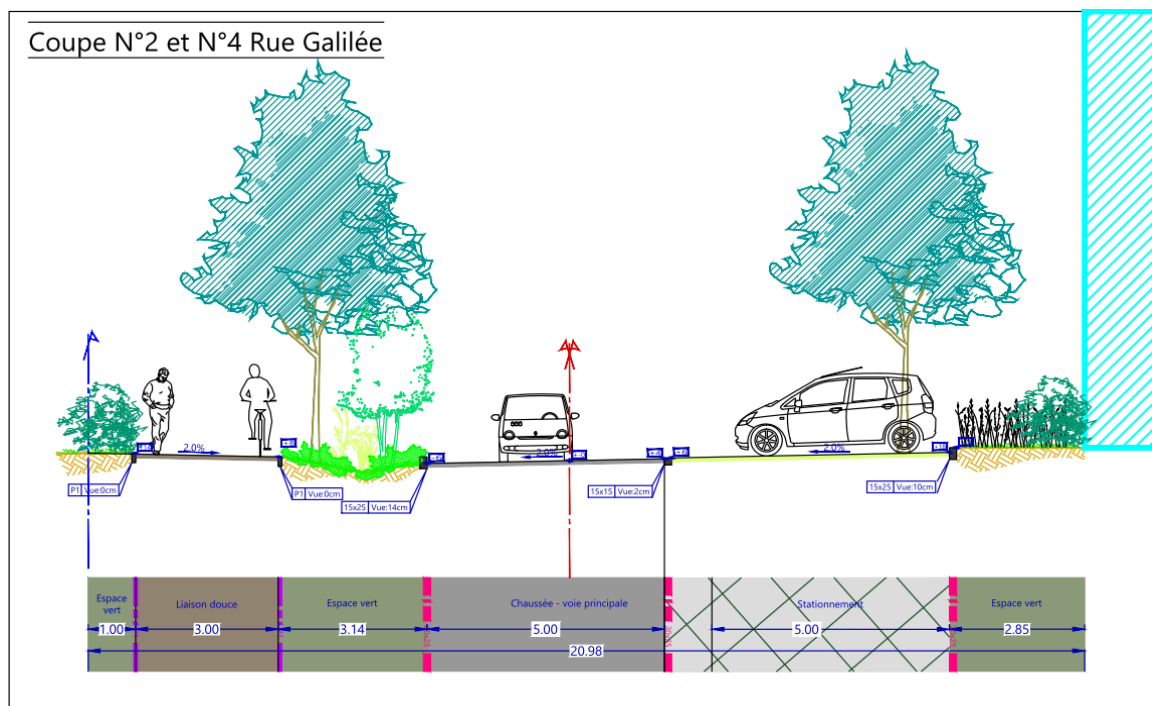 Coupe N°2 et N°4 Rue Galilée
2.0%
2.0%
2.0%
P1 Vue:0cm
P1 Vue:0cm
15x25 Vue:14cm
15x15 Vue:2cm
15x25 Vue:10cm
Espace
vert
Liaison douce
Espace vert
Chaussée - voie principale
Stationnement
Espace vert
1.00
3.00
3.14
5.00
5.00
2.85
20.98